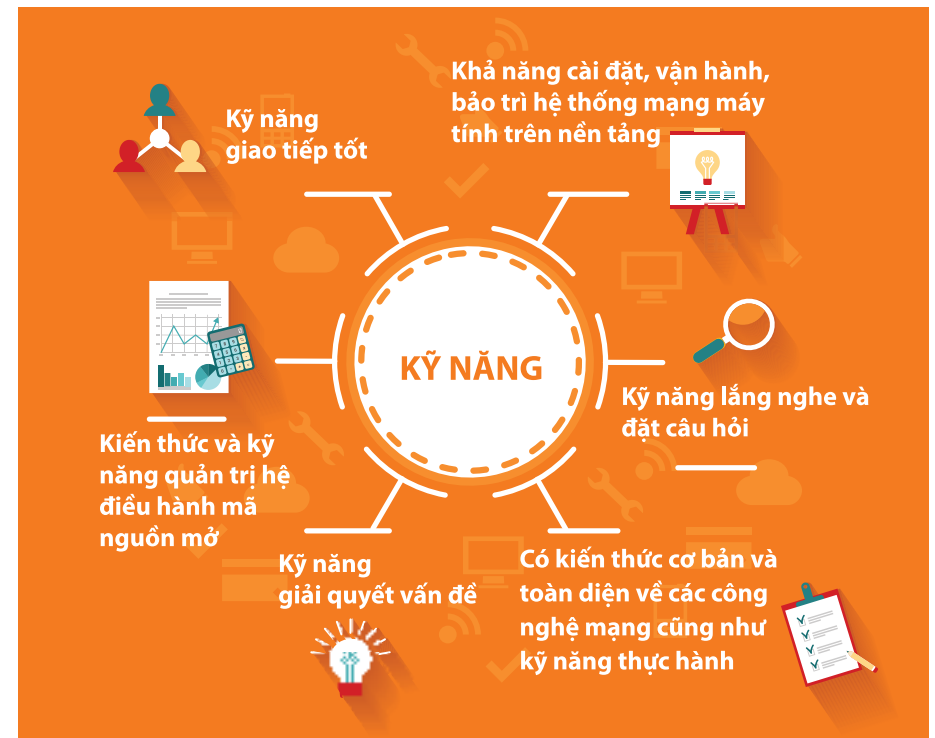 Kỹ năng
giao tiếp tốt
Khả năng cài đặt, vận hành,
bảo trì hệ thống mạng máy
tính trên nền tảng
KỸ NĂNG
Kỹ năng lắng nghe và
đặt câu hỏi
Kiến thức và kỹ
năng quản trị hệ
điều hành mã
nguồn mở
Kỹ năng
giải quyết vấn đề
Có kiến thức cơ bản và
toàn diện về các công
nghệ mạng cũng như
kỹ năng thực hành